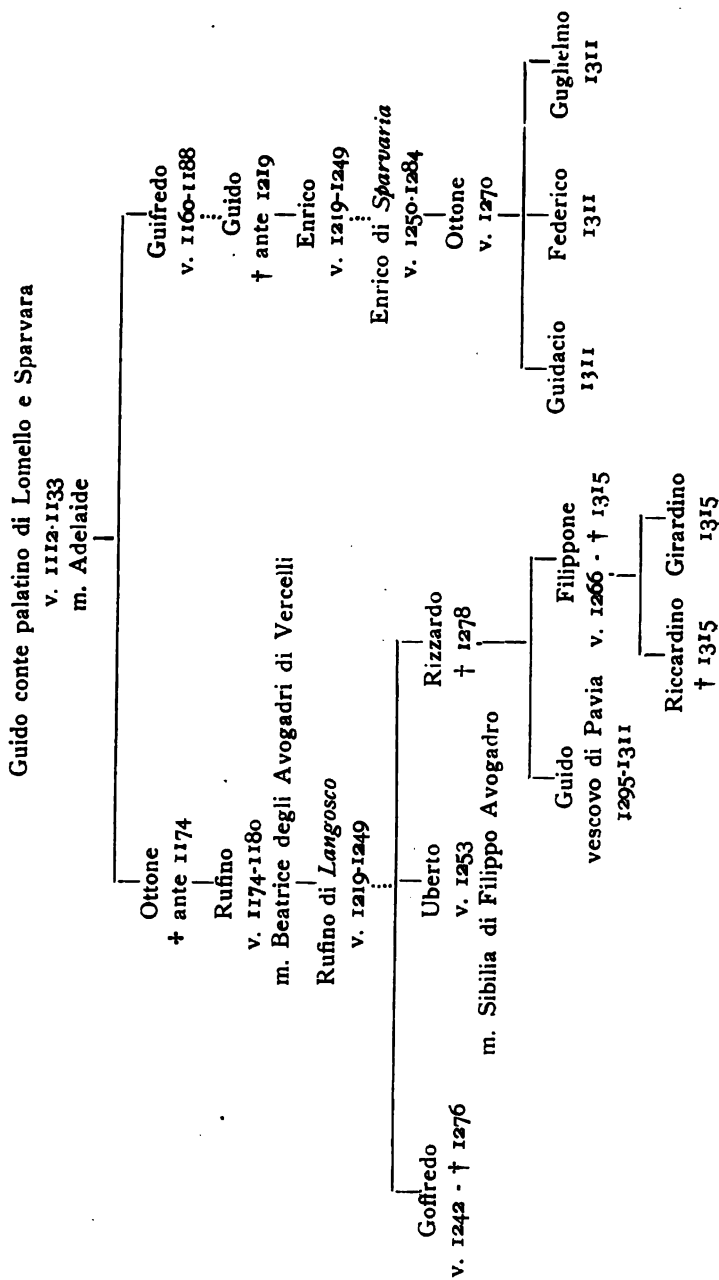 Guido conte palatino di Lomello e Sparvara
v. 1112-1133
m. Adelaide
Ottone
† ante 1174
Rufino
v. 1174-1180
m. Beatrice degli Avogadri di Vercelli
Rufino di Langosco
v. 1219-1249
Goffredo
v. 1242 - † 1276
Uberto
v. 1253
m. Sibilia di Filippo Avogadro
Rizzardo
† 1278
Guido
vescovo di Pavia
1295-1311
Filippone
v. 1266 - † 1315
Riccardino
† 1315
Girardino
1315
Guifredo
v. 1160-1188
Guido
† ante 1219
Enrico
v. 1219-1249
Enrico di Sparvaria
v. 1250-1284
Ottone
v. 1270
Guidacio
1311
Federico
1311
Guglielmo
1311